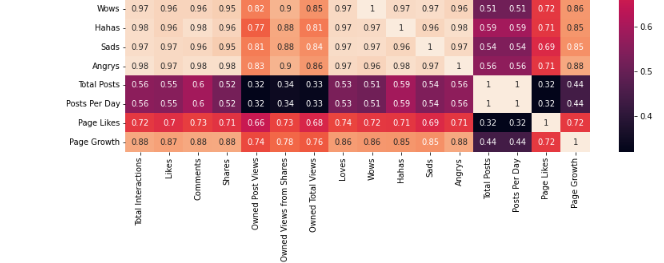 Wows 0.97 0.96 0.96 0.95 0.82 0.9 0.85 0.97 1 0.97 0.97 0.96 0.51 0.51 0.72 0.86
Hahas 0.98 0.96 0.98 0.96 0.77 0.88 0.81 0.97 0.97 1 0.96 0.98 0.59 0.59 0.71 0.85
Sads 0.97 0.97 0.96 0.95 0.81 0.88 0.84 0.97 0.97 0.96 1 0.97 0.54 0.54 0.69 0.85
Angrys 0.98 0.97 0.98 0.98 0.83 0.9 0.86 0.97 0.96 0.98 0.97 1 0.56 0.56 0.71 0.88
Total Posts 0.56 0.55 0.6 0.52 0.32 0.34 0.33 0.53 0.51 0.59 0.54 0.56 1 1 0.32 0.44
Posts Per Day 0.56 0.55 0.6 0.52 0.32 0.34 0.33 0.53 0.51 0.59 0.54 0.56 1 1 0.32 0.44
Page Likes 0.72 0.7 0.73 0.71 0.66 0.73 0.68 0.74 0.72 0.71 0.69 0.71 0.32 0.32 1 0.72
Page Growth 0.88 0.87 0.88 0.88 0.74 0.78 0.76 0.86 0.86 0.85 0.85 0.88 0.44 0.44 0.72 1
Total Interactions
Likes
Comments
Shares
Owned Post Views
Owned Views from Shares
Owned Total Views
Loves
Wows
Hahas
Sads
Angrys
Total Posts
Posts Per Day
Page Likes
Page Growth
0.6
0.5
0.4